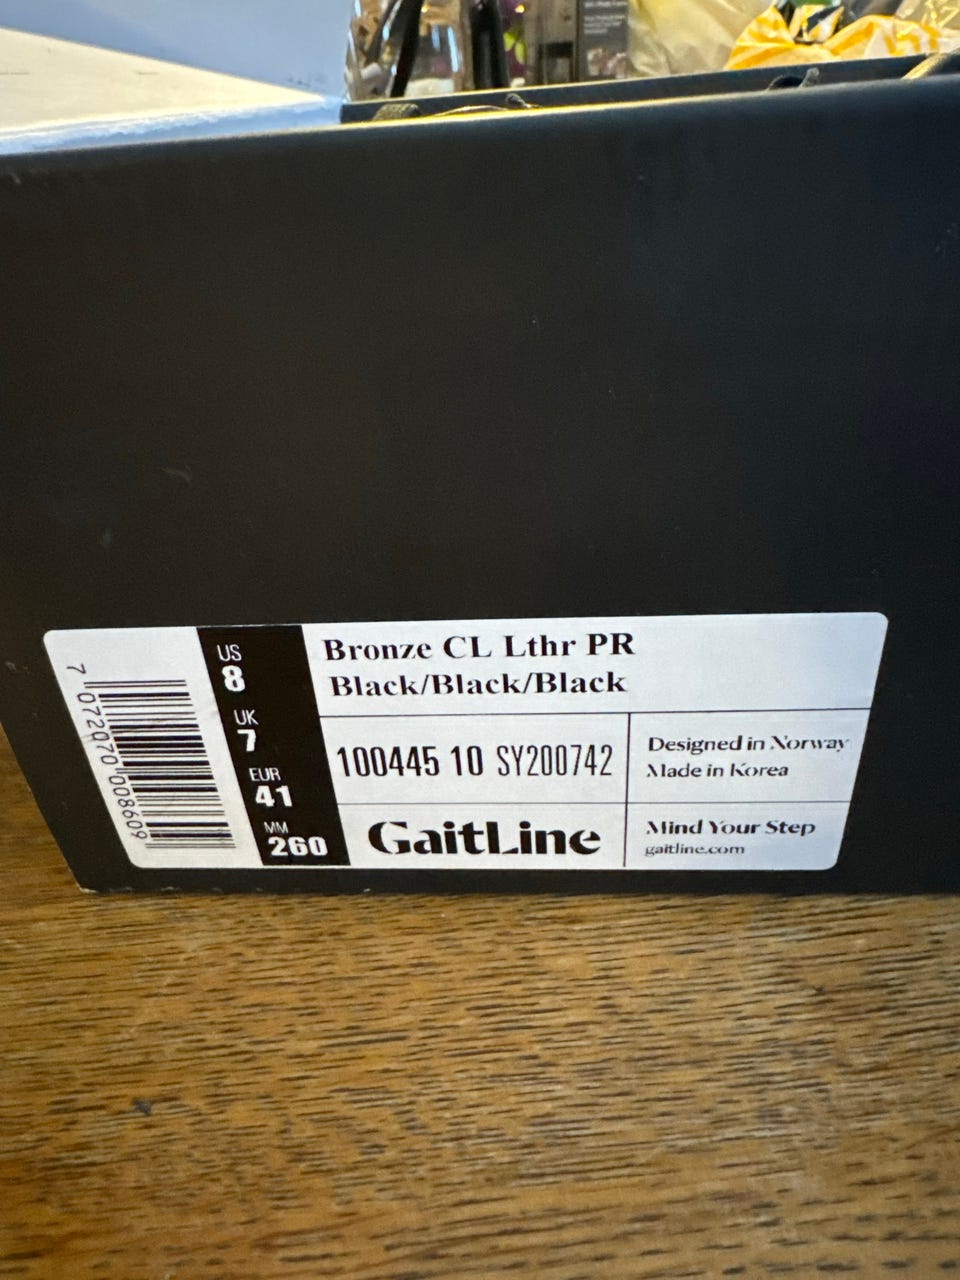 7 072070 008609
US
8
UK
7
EUR
41
MM
260
Bronze CL Lthr PR
Black/Black/Black
100445 10 SY200742
Designed in Norway
Made in Korea
GaitLine
Mind Your Step
gaitline.com